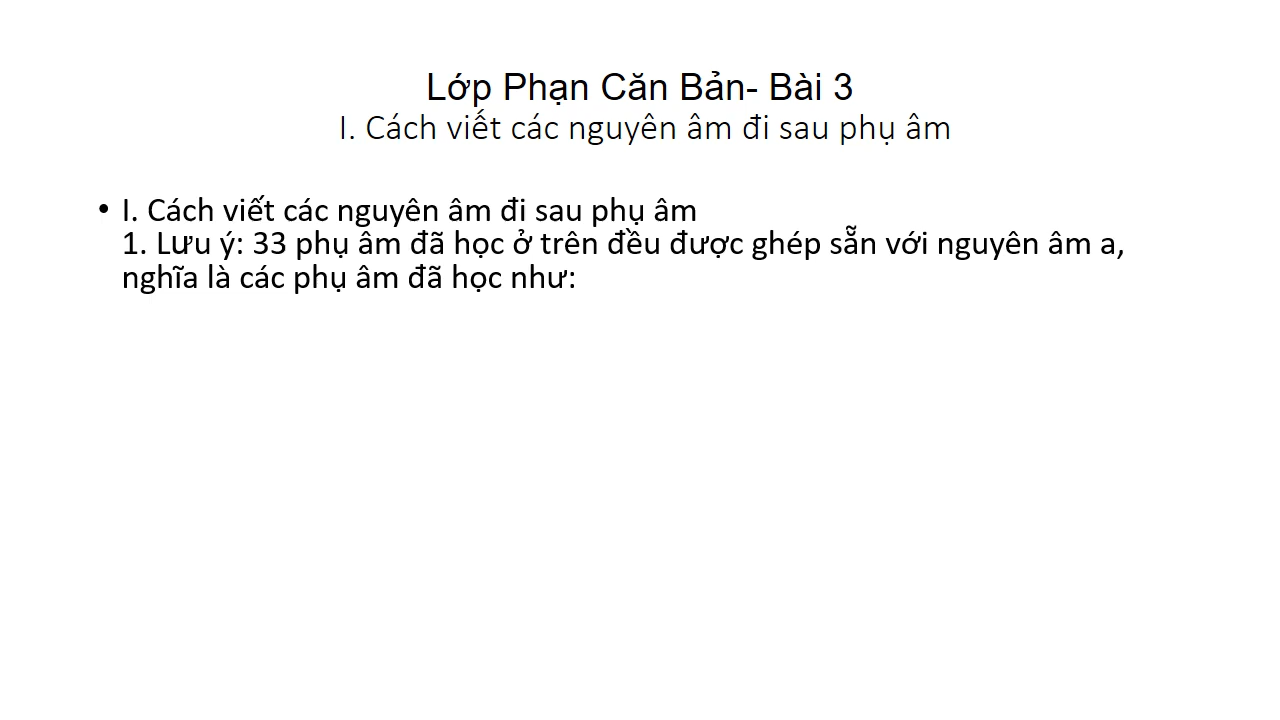 Lớp Phạn Căn Bản- Bài 3
I. Cách viết các nguyên âm đi sau phụ âm
• I. Cách viết các nguyên âm đi sau phụ âm
1. Lưu ý: 33 phụ âm đã học ở trên đều được ghép sẵn với nguyên âm a,
nghĩa là các phụ âm đã học như: